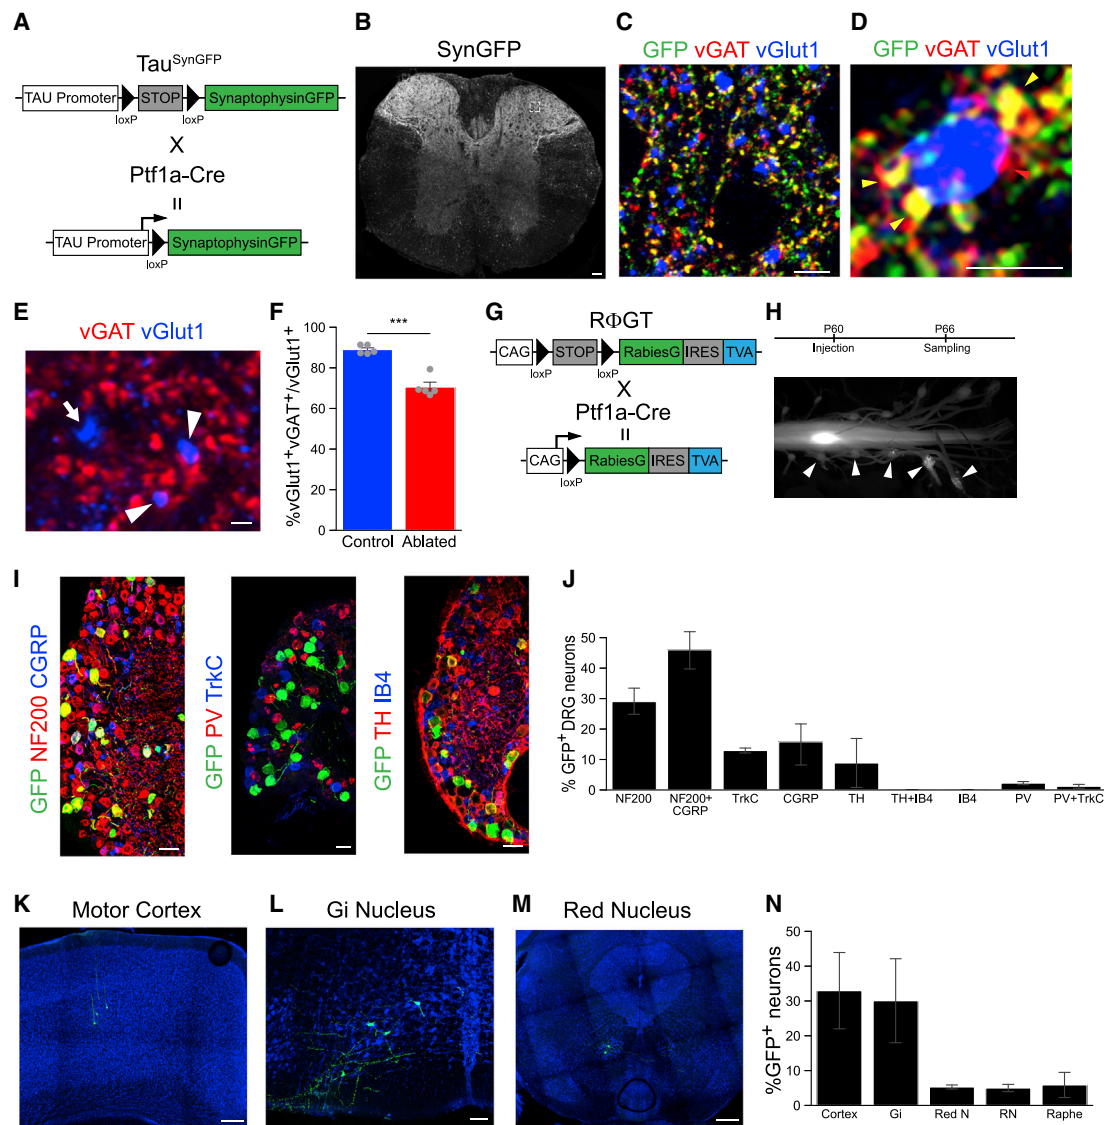 A
Tau^SynGFP
TAU Promoter STOP SynaptophysinGFP
loxP loxP
X
Ptf1a-Cre
=
TAU Promoter SynaptophysinGFP
loxP
B
SynGFP
C
GFP vGAT vGlut1
D
GFP vGAT vGlut1
E
vGAT vGlut1
F
%vGlut1⁺vGAT⁺/vGlut1⁺
100
80
60
40
20
0
***
Control Ablated
G
RΦGT
CAG STOP RabiesG IRES TVA
loxP loxP
X
Ptf1a-Cre
=
CAG RabiesG IRES TVA
loxP
H
P60 P66
Injection Sampling
I
GFP NF200 CGRP
GFP PV TrkC
GFP TH IB4
J
% GFP⁺ DRG neurons
50
40
30
20
10
0
NF200 NF200+ TrkC CGRP TH TH+IB4 IB4 PV PV+TrkC
CGRP
K
Motor Cortex
L
Gi Nucleus
M
Red Nucleus
N
%GFP⁺ neurons
50
40
30
20
10
0
Cortex Gi Red N RN Raphe